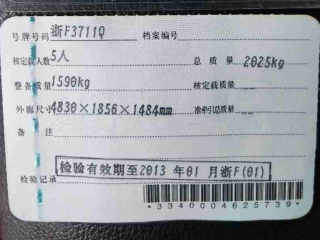 号牌号码 浙F3711Q 档案编号
核定载人数 5人 总质量 2025kg
整备质量 1590kg 核定载质量
外廓尺寸 4830×1856×1484mm 准牵引总质量
备注
检验有效期至2013 年01 月浙F(01)
检验记录
*3340004625739*